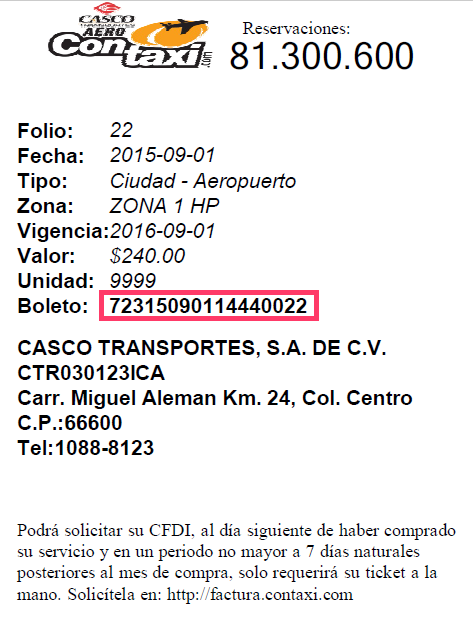 CASCO
TRANSPORTES
AERO
Contaxi.com
Reservaciones:
81.300.600
Folio: 22
Fecha: 2015-09-01
Tipo: Ciudad - Aeropuerto
Zona: ZONA 1 HP
Vigencia: 2016-09-01
Valor: $240.00
Unidad: 9999
Boleto: 72315090114440022
CASCO TRANSPORTES, S.A. DE C.V.
CTR030123ICA
Carr. Miguel Aleman Km. 24, Col. Centro
C.P.:66600
Tel:1088-8123
Podrá solicitar su CFDI, al día siguiente de haber comprado
su servicio y en un periodo no mayor a 7 días naturales
posteriores al mes de compra, solo requerirá su ticket a la
mano. Solicítela en: http://factura.contaxi.com